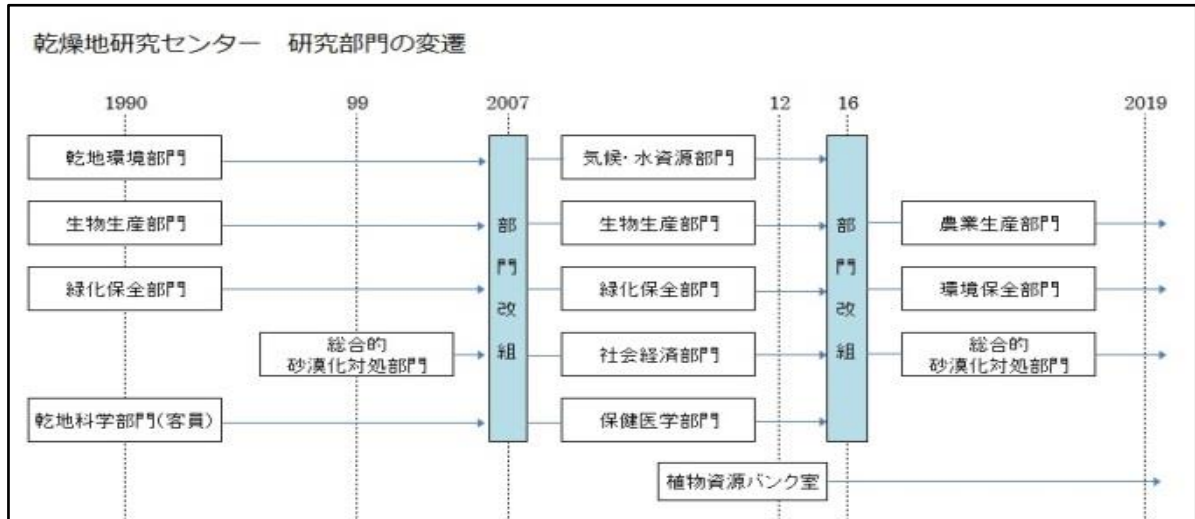 乾燥地研究センター　研究部門の変遷
1990 99 2007 12 16 2019
乾地環境部門 気候・水資源部門
生物生産部門 生物生産部門 農業生産部門
緑化保全部門 緑化保全部門 環境保全部門
総合的
砂漠化対処部門
社会経済部門
総合的
砂漠化対処部門
乾地科学部門(客員) 保健医学部門
部門改組
部門改組
植物資源バンク室